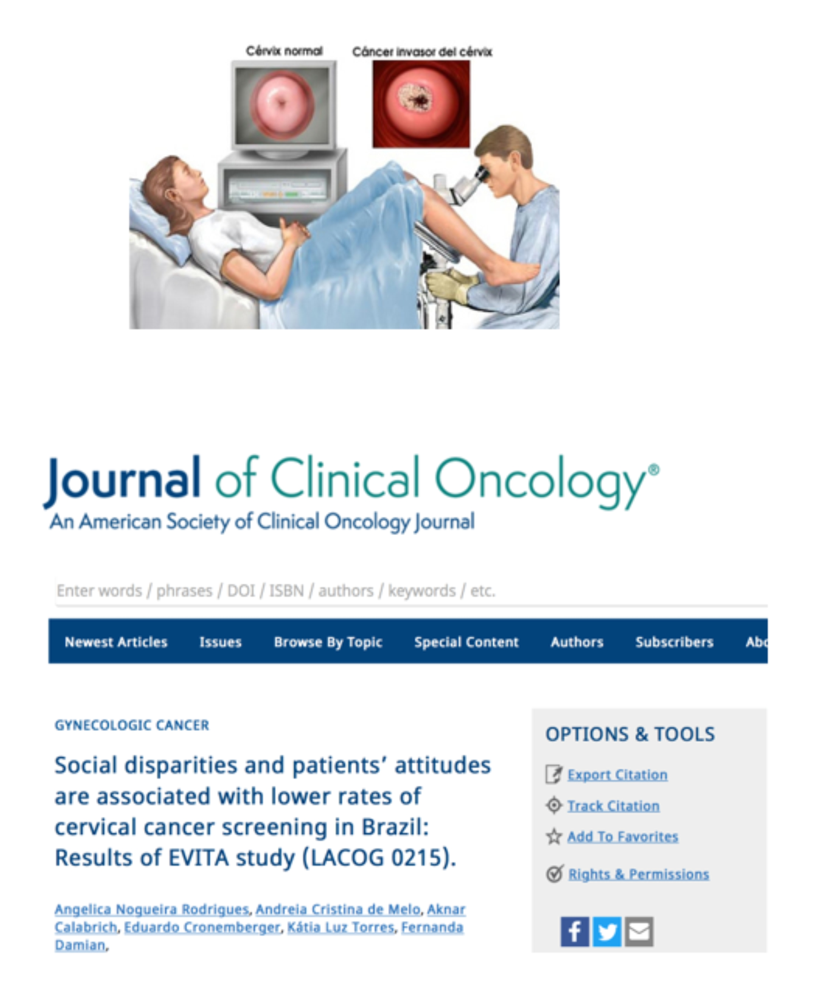 Cérvix normal
Cáncer invasor del cérvix
Journal of Clinical Oncology®
An American Society of Clinical Oncology Journal
Enter words / phrases / DOI / ISBN / authors / keywords / etc.
Newest Articles Issues Browse By Topic Special Content Authors Subscribers Abo
GYNECOLOGIC CANCER
Social disparities and patients’ attitudes
are associated with lower rates of
cervical cancer screening in Brazil:
Results of EVITA study (LACOG 0215).
Angelica Nogueira Rodrigues, Andreia Cristina de Melo, Aknar
Calabrich, Eduardo Cronemberger, Kátia Luz Torres, Fernanda
Damian,
OPTIONS & TOOLS
Export Citation
Track Citation
Add To Favorites
Rights & Permissions